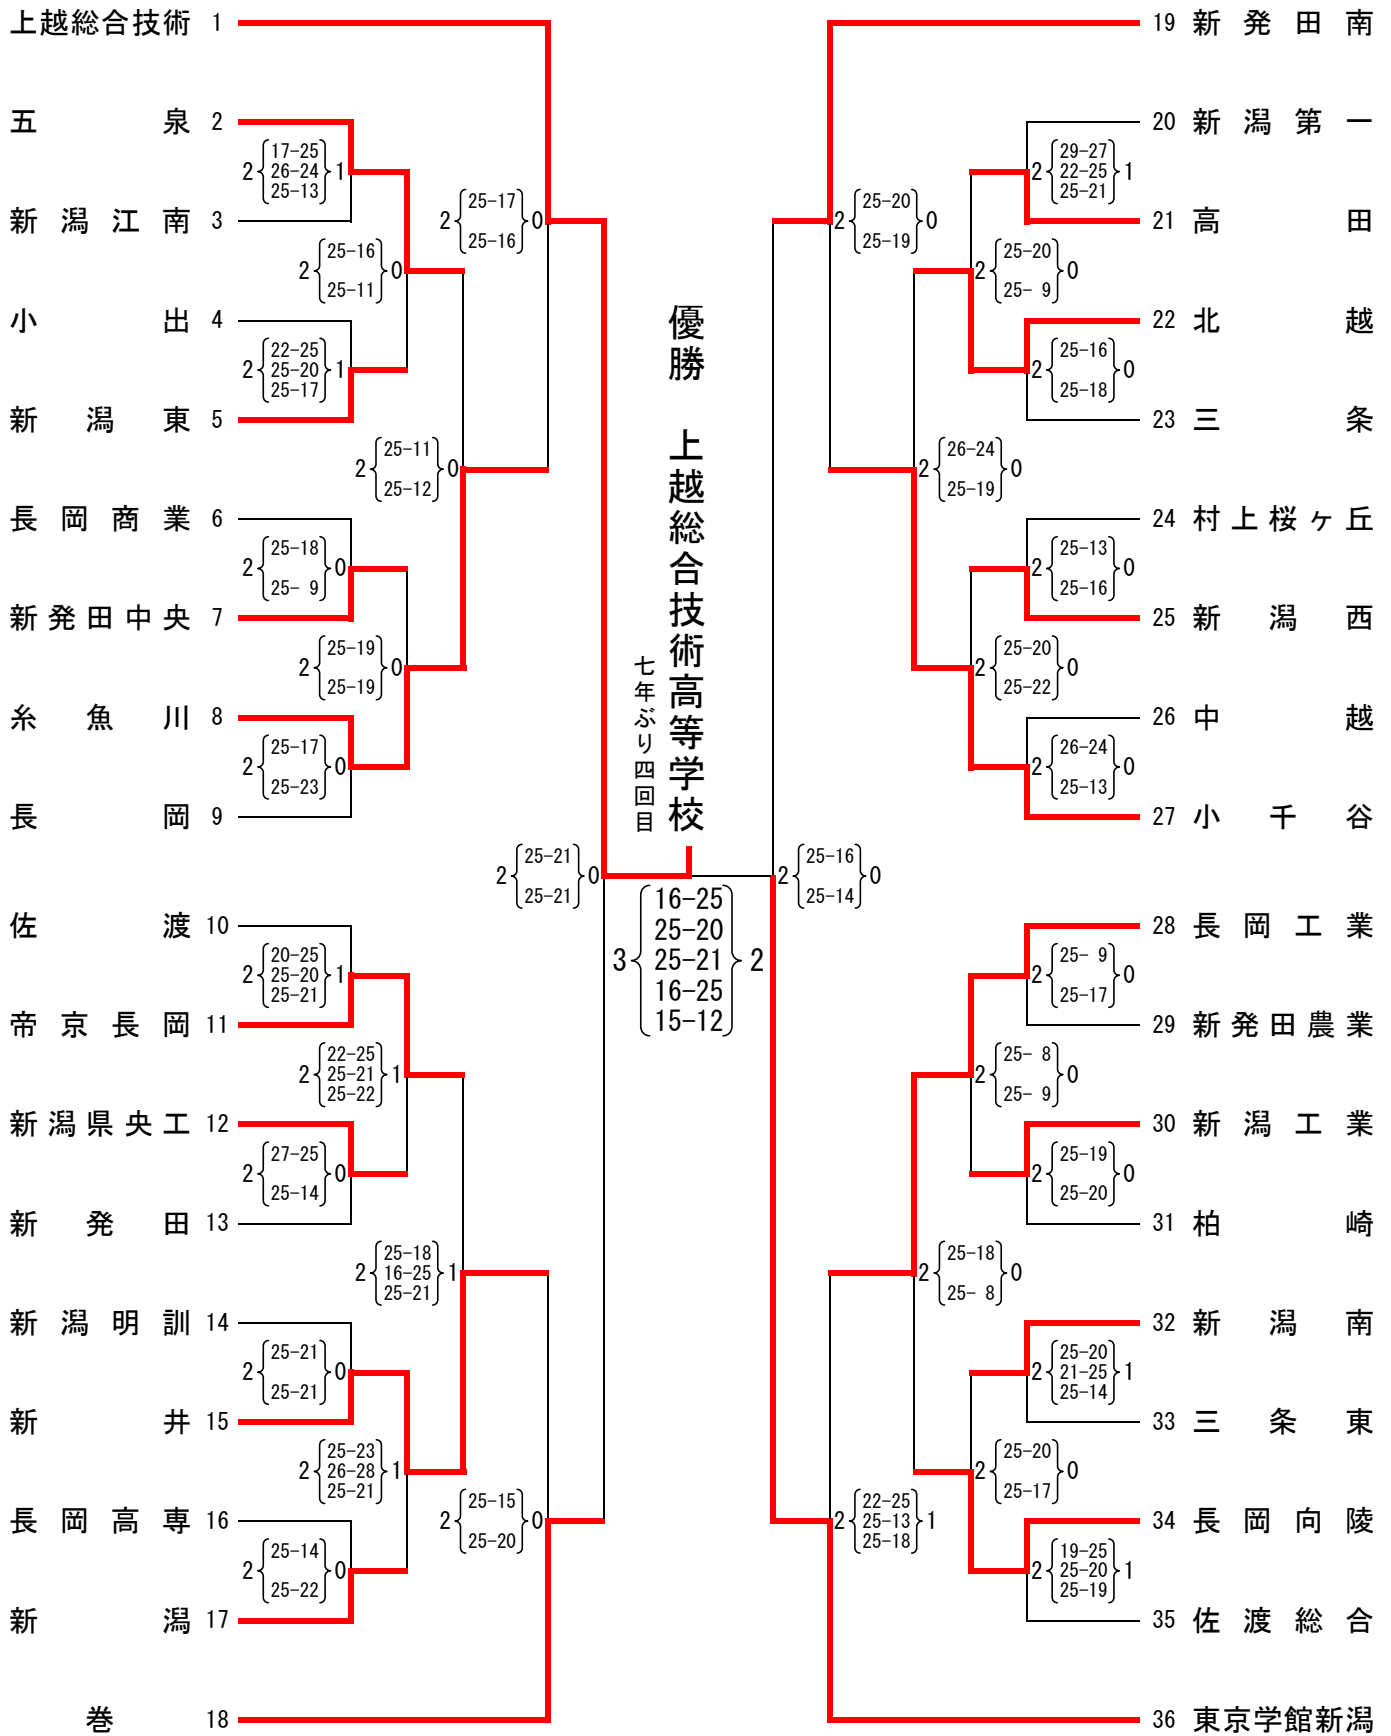 上越総合技術 1
五泉 2
17-25
2 26-24 1
25-13
新潟江南 3
25-17
2 0
25-16
25-16
2 0
25-11
小出 4
22-25
2 25-20 1
25-17
新潟東 5
25-11
2 0
25-12
長岡商業 6
25-18
2 0
25- 9
新発田中央 7
25-19
2 0
25-19
糸魚川 8
25-17
2 0
25-23
長岡 9
25-21
2 0
25-21
佐渡 10
20-25
2 25-20 1
25-21
帝京長岡 11
22-25
2 25-21 1
25-22
新潟県央工 12
27-25
2 0
25-14
新発田 13
25-18
2 16-25 1
25-21
新潟明訓 14
25-21
2 0
25-21
新井 15
25-23
2 26-28 1
25-21
25-15
2 0
25-20
長岡高専 16
25-14
2 0
25-22
新潟 17
巻 18
優勝 上越総合技術高等学校
七年ぶり四回目
16-25
25-20
3 25-21 2
16-25
15-12
19 新発田南
20 新潟第一
29-27
2 22-25 1
25-21
21 高田
25-20
2 0
25-19
25-20
2 0
25- 9
22 北越
25-16
2 0
25-18
23 三条
26-24
2 0
25-19
24 村上桜ヶ丘
25-13
2 0
25-16
25 新潟西
25-20
2 0
25-22
26 中越
26-24
2 0
25-13
27 小千谷
25-16
2 0
25-14
28 長岡工業
25- 9
2 0
25-17
29 新発田農業
25- 8
2 0
25- 9
30 新潟工業
25-19
2 0
25-20
31 柏崎
25-18
2 0
25- 8
32 新潟南
25-20
2 21-25 1
25-14
33 三条東
25-20
2 0
25-17
22-25
2 25-13 1
25-18
34 長岡向陵
19-25
2 25-20 1
25-19
35 佐渡総合
36 東京学館新潟